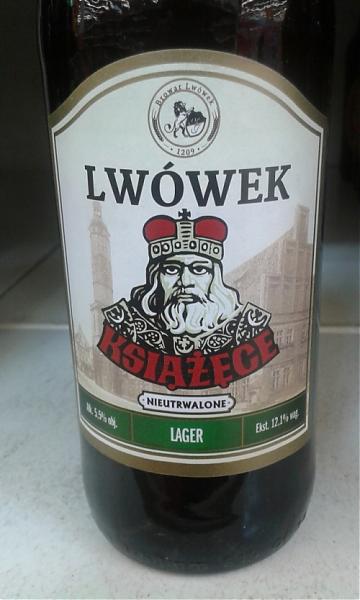 Browar Lwówek
· 1209 ·
LWÓWEK
KSIĄŻĘCE
· NIEUTRWALONE ·
Alk. 5.5% obj.
LAGER
Ekst. 12.1% wag.